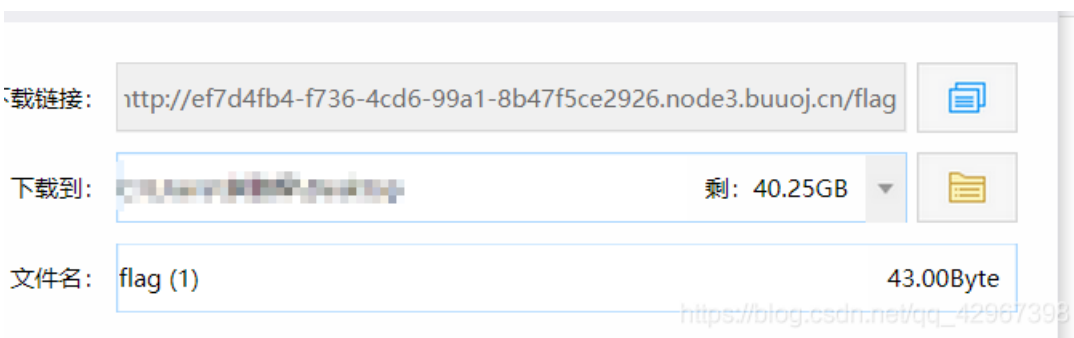 下载链接: http://ef7d4fb4-f736-4cd6-99a1-8b47f5ce2926.node3.buuoj.cn/flag
下载到: 剩: 40.25GB
文件名: flag (1) 43.00Byte
https://blog.csdn.net/qq_42967398